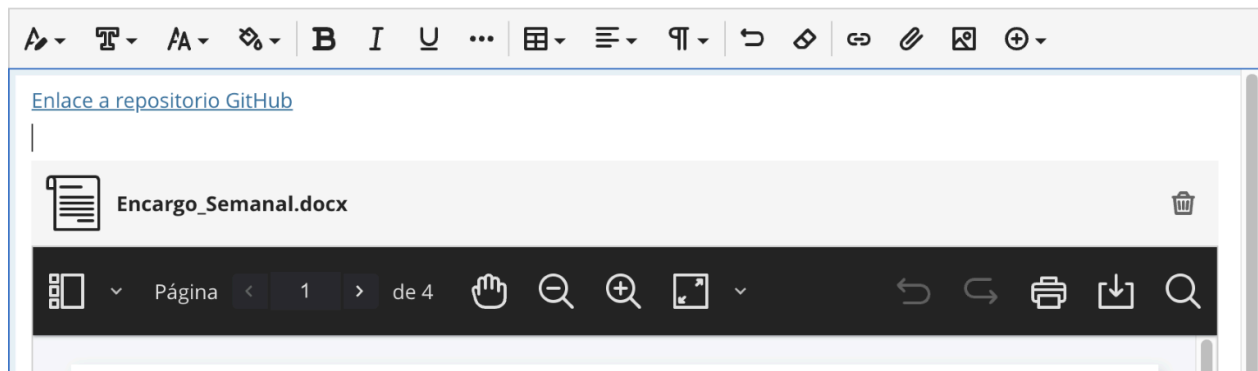 Enlace a repositorio GitHub
Encargo_Semanal.docx
Página 1 de 4